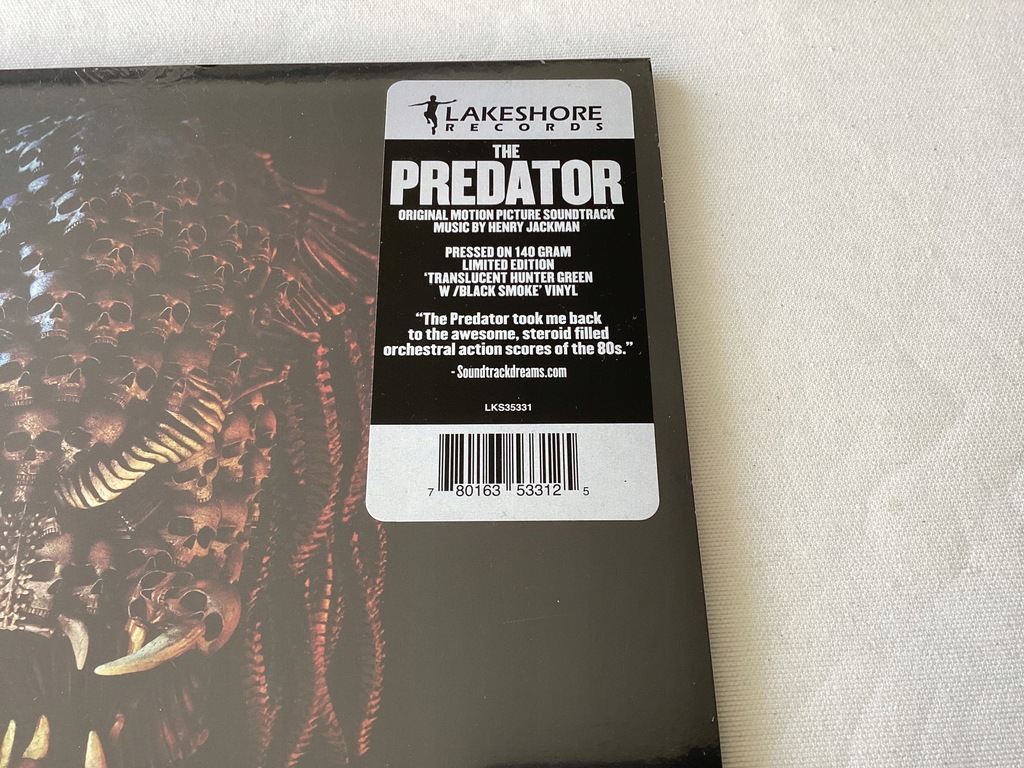 LAKESHORE
RECORDS
THE
PREDATOR
ORIGINAL MOTION PICTURE SOUNDTRACK
MUSIC BY HENRY JACKMAN
PRESSED ON 140 GRAM
LIMITED EDITION
'TRANSLUCENT HUNTER GREEN
W /BLACK SMOKE' VINYL
“The Predator took me back
to the awesome, steroid filled
orchestral action scores of the 80s.”
- Soundtrackdreams.com
LKS35331
7 80163 53312 5